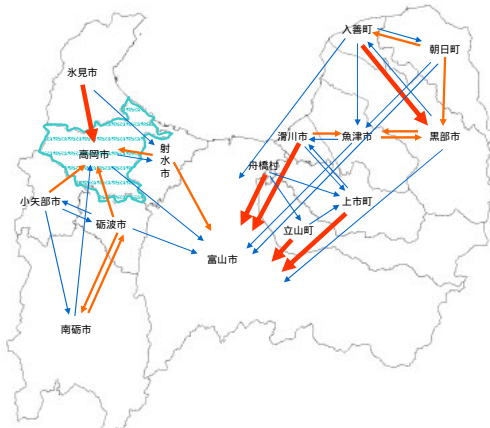 入善町
朝日町
氷見市
滑川市
魚津市
黒部市
高岡市
射
水
市
舟橋村
小矢部市
上市町
砺波市
立山町
富山市
南砺市